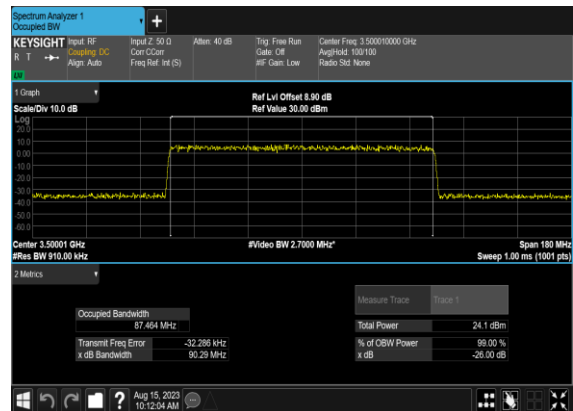 Spectrum Analyzer 1
Occupied BW
+
KEYSIGHT Input: RF Input Z: 50 Ω Atten: 40 dB Trig: Free Run Center Freq: 3.500010000 GHz
R T Coupling: DC Corr CCorr Gate: Off Avg|Hold: 100/100
Align: Auto Freq Ref: Int (S) #IF Gain: Low Radio Std: None
1 Graph
Ref Lvl Offset 8.90 dB
Scale/Div 10.0 dB Ref Value 30.00 dBm
Log
20.0
10.0
0.00
-10.0
-20.0
-30.0
-40.0
-50.0
-60.0
Center 3.50001 GHz #Video BW 2.7000 MHz* Span 180 MHz
#Res BW 910.00 kHz Sweep 1.00 ms (1001 pts)
2 Metrics
Measure Trace Trace 1
Occupied Bandwidth
87.464 MHz Total Power 24.1 dBm
Transmit Freq Error -32.286 kHz % of OBW Power 99.00 %
x dB Bandwidth 90.29 MHz x dB -26.00 dB
? Aug 15, 2023
10:12:04 AM